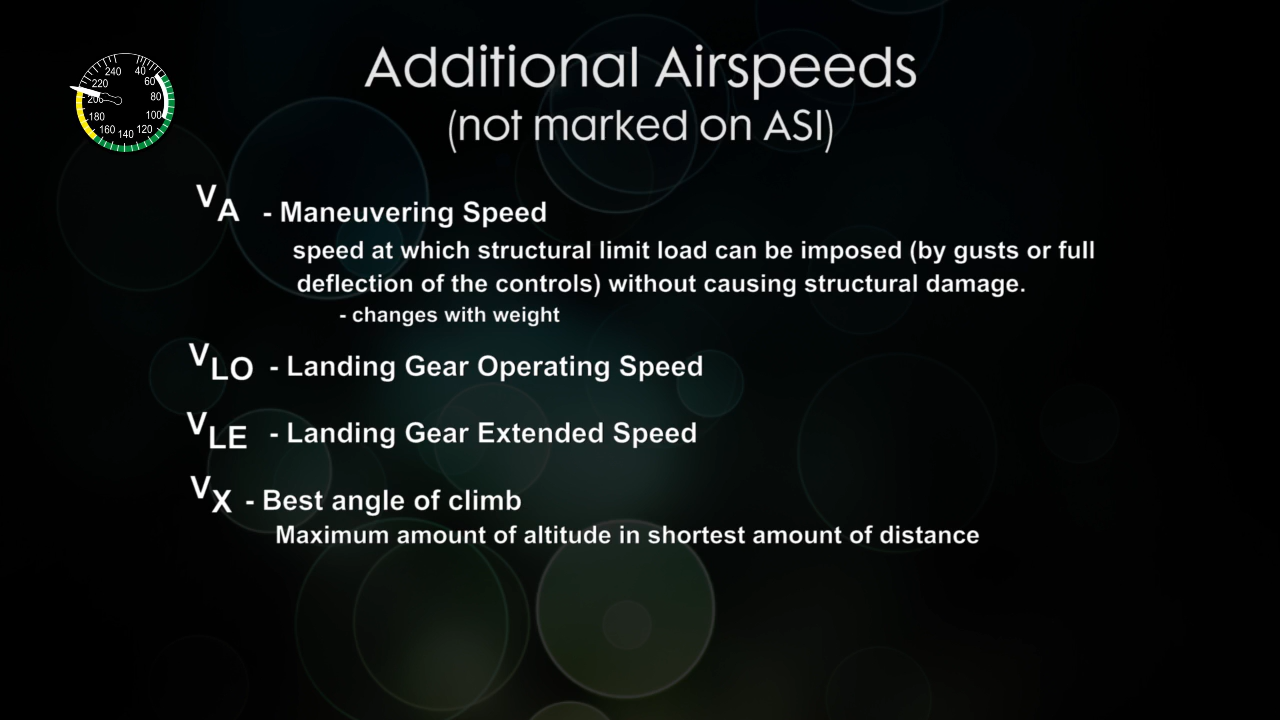 Additional Airspeeds
(not marked on ASI)
240 40
220 60
200 80
180 100
160 140 120
VA - Maneuvering Speed
speed at which structural limit load can be imposed (by gusts or full
deflection of the controls) without causing structural damage.
- changes with weight
VLO - Landing Gear Operating Speed
VLE - Landing Gear Extended Speed
VX - Best angle of climb
Maximum amount of altitude in shortest amount of distance